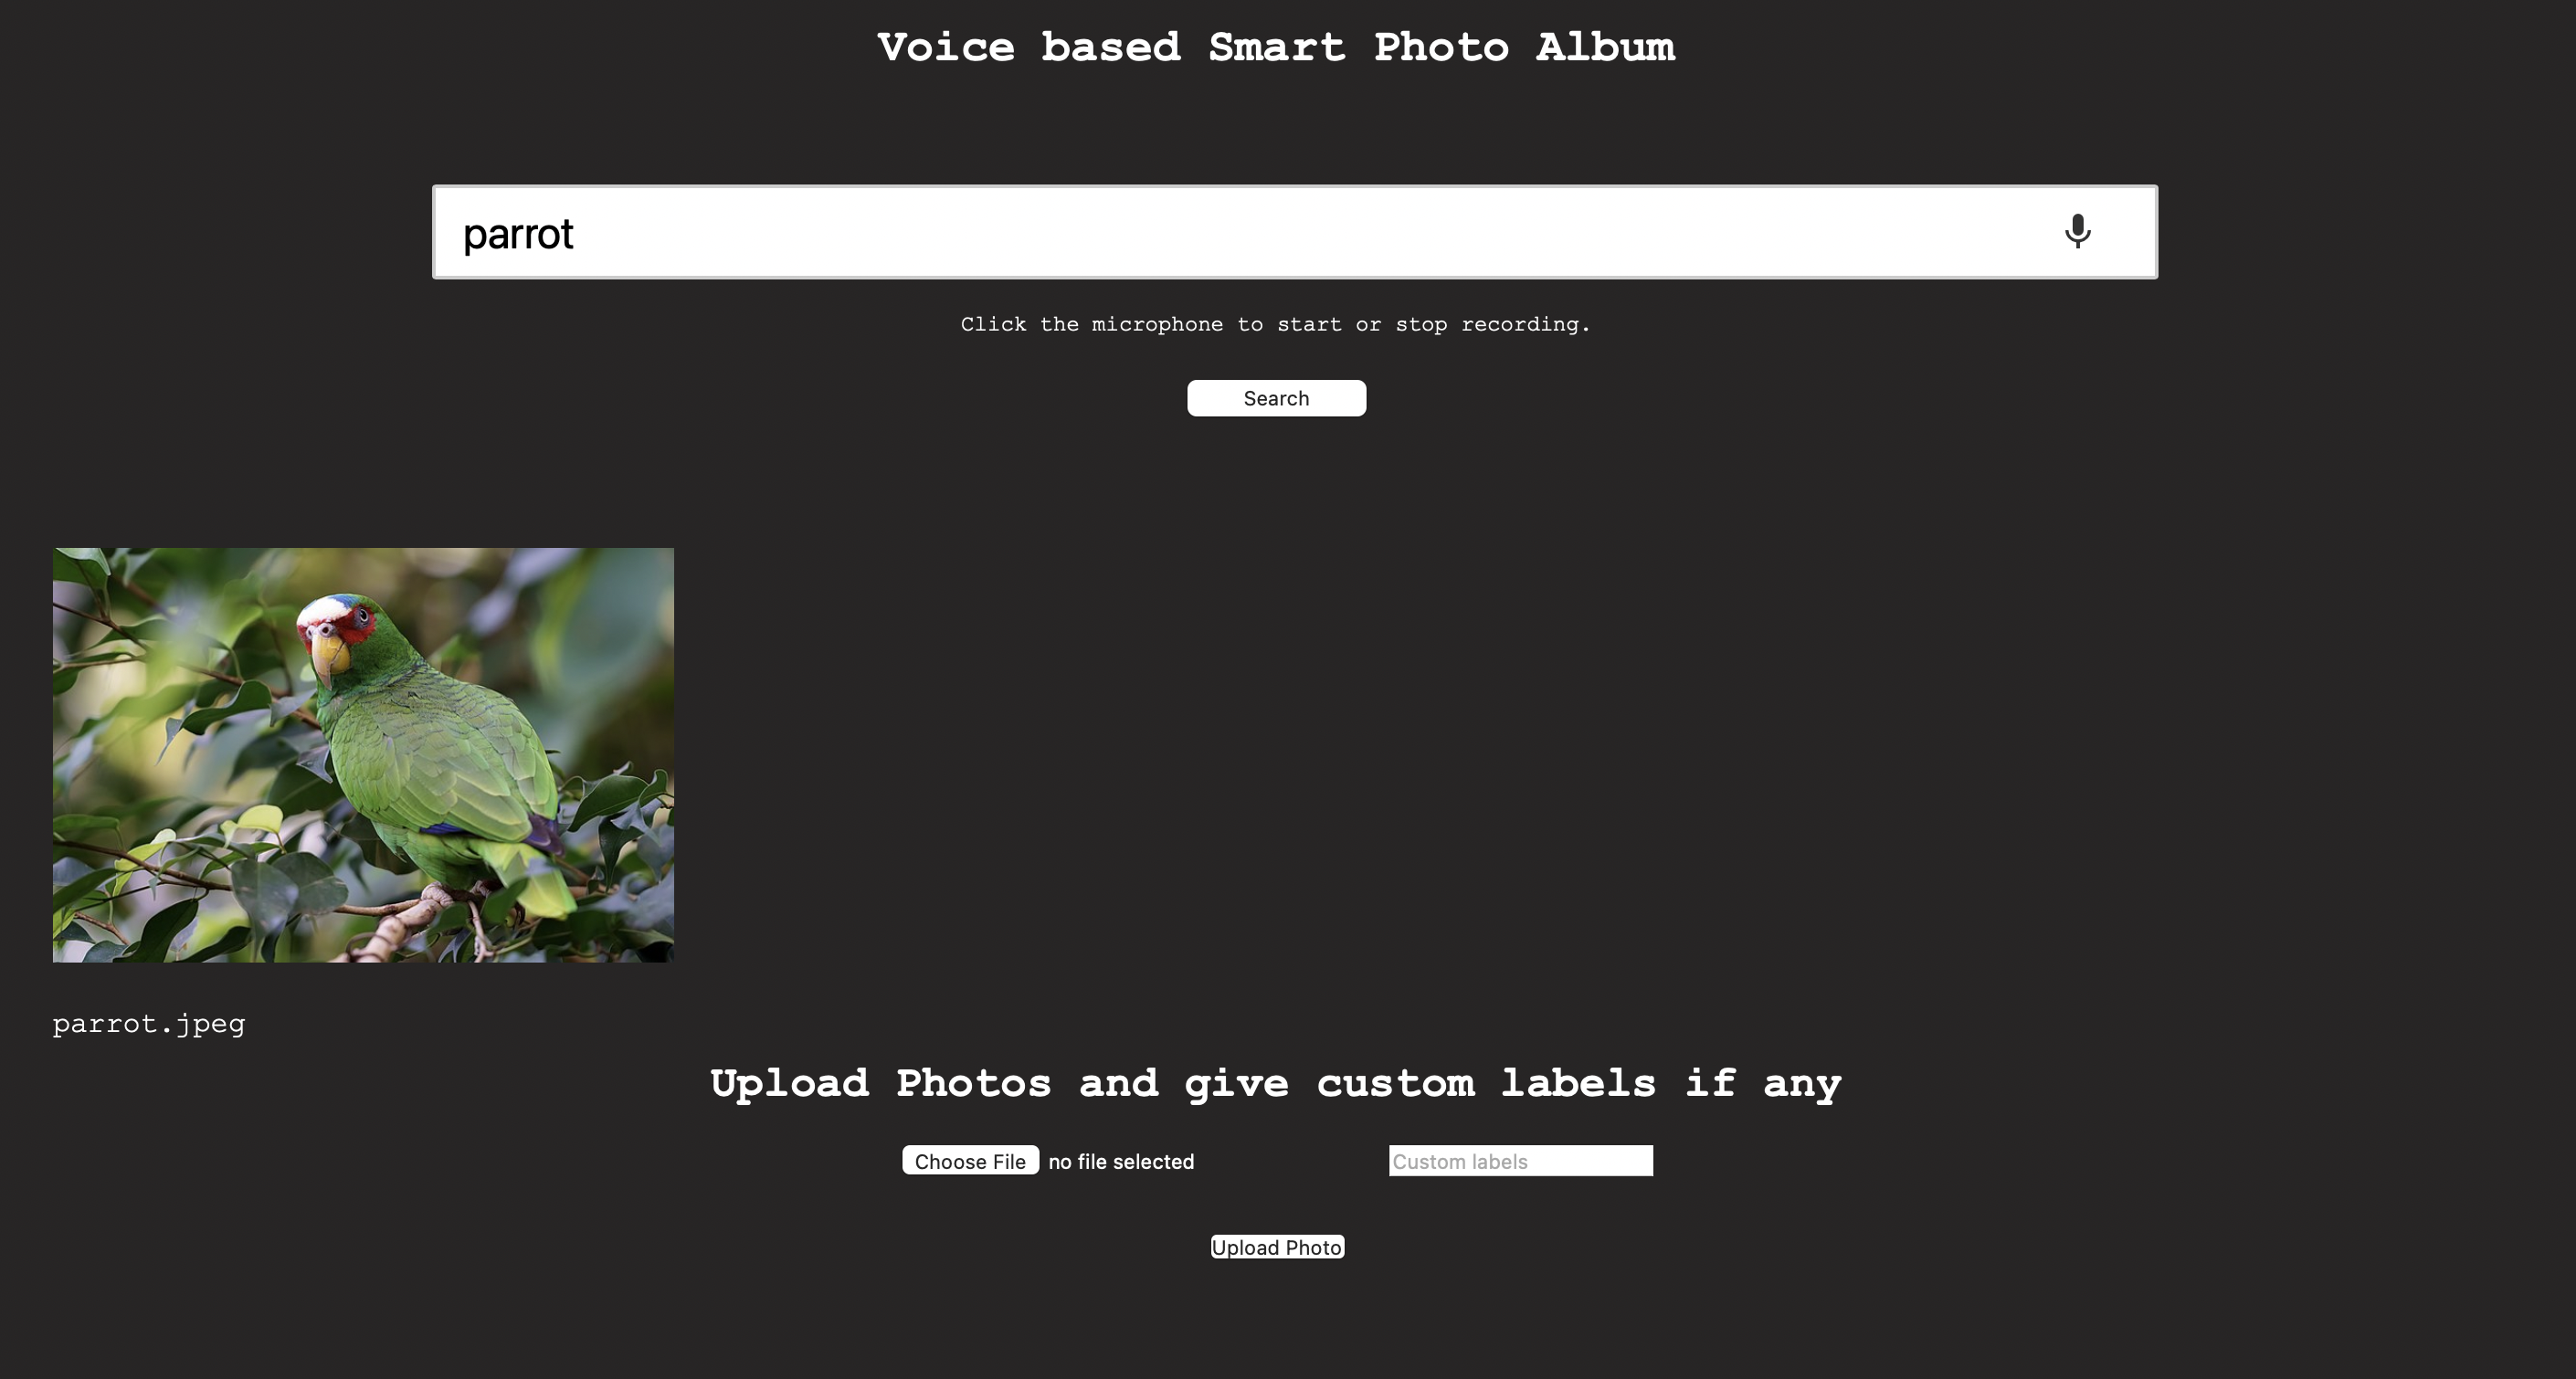 Voice based Smart Photo Album
parrot
Click the microphone to start or stop recording.
Search
parrot.jpeg
Upload Photos and give custom labels if any
Choose File no file selected
Custom labels
Upload Photo